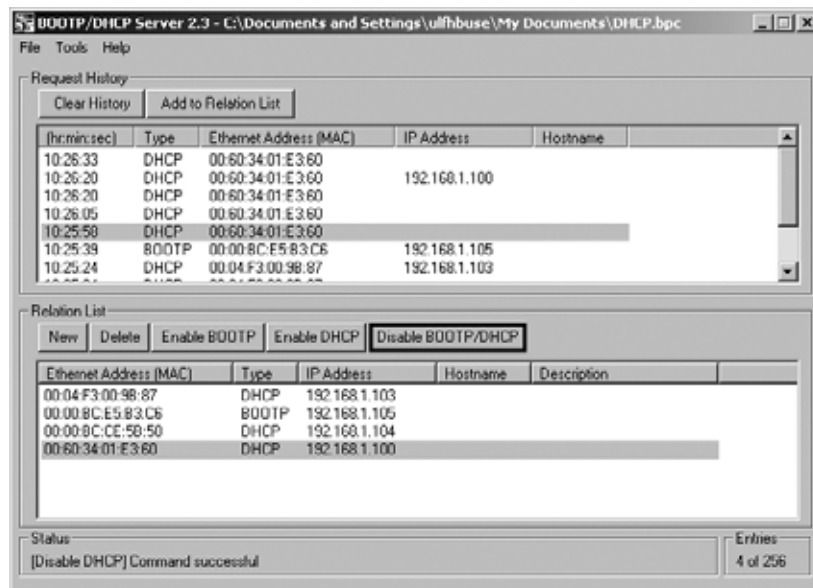 BOOTP/DHCP Server 2.3 - C:\Documents and Settings\ulfhbuse\My Documents\DHCP.bpc
File Tools Help
Request History
Clear History Add to Relation List
(hr:min:sec) Type Ethernet Address (MAC) IP Address Hostname
10:26:33 DHCP 00:60:34:01:E3:60
10:26:20 DHCP 00:60:34:01:E3:60 192.168.1.100
10:26:20 DHCP 00:60:34:01:E3:60
10:26:05 DHCP 00:60:34:01:E3:60
10:25:58 DHCP 00:60:34:01:E3:60
10:25:39 BOOTP 00:00:BC:E5:B3:C6 192.168.1.105
10:25:24 DHCP 00:04:F3:00:9B:87 192.168.1.103
Relation List
New Delete Enable BOOTP Enable DHCP Disable BOOTP/DHCP
Ethernet Address (MAC) Type IP Address Hostname Description
00:04:F3:00:9B:87 DHCP 192.168.1.103
00:00:BC:E5:B3:C6 BOOTP 192.168.1.105
00:00:BC:CE:5B:50 DHCP 192.168.1.104
00:60:34:01:E3:60 DHCP 192.168.1.100
Status
[Disable DHCP] Command successful
Entries
4 of 256